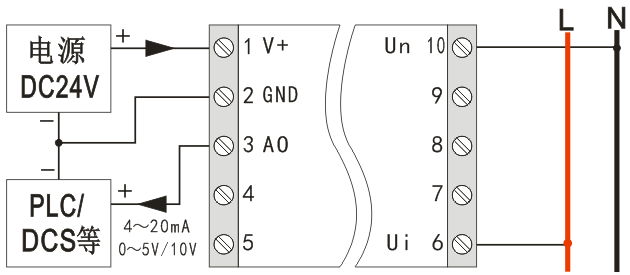 电源
DC24V
+
−
−
PLC/
DCS等
+
4～20mA
0～5V/10V
1 V+
2 GND
3 AO
4
5
Un 10
9
8
7
Ui 6
L
N